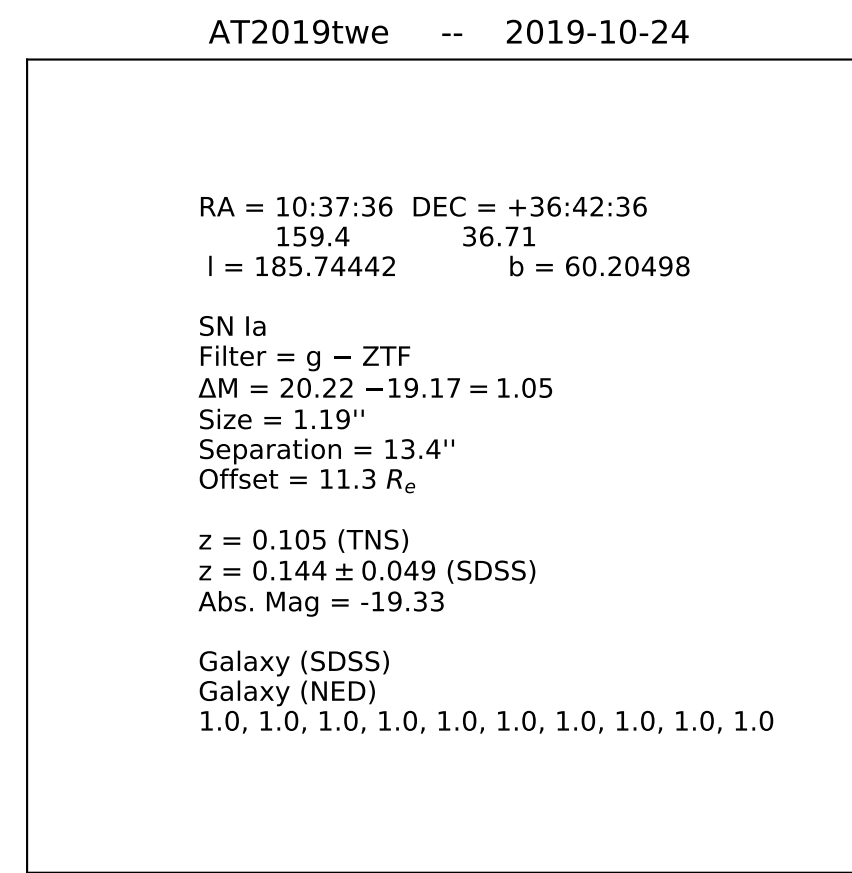 AT2019twe -- 2019-10-24
RA = 10:37:36 DEC = +36:42:36
159.4 36.71
l = 185.74442 b = 60.20498
SN Ia
Filter = g − ZTF
ΔM = 20.22 −19.17 = 1.05
Size = 1.19''
Separation = 13.4''
Offset = 11.3 Re
z = 0.105 (TNS)
z = 0.144 ± 0.049 (SDSS)
Abs. Mag = -19.33
Galaxy (SDSS)
Galaxy (NED)
1.0, 1.0, 1.0, 1.0, 1.0, 1.0, 1.0, 1.0, 1.0, 1.0